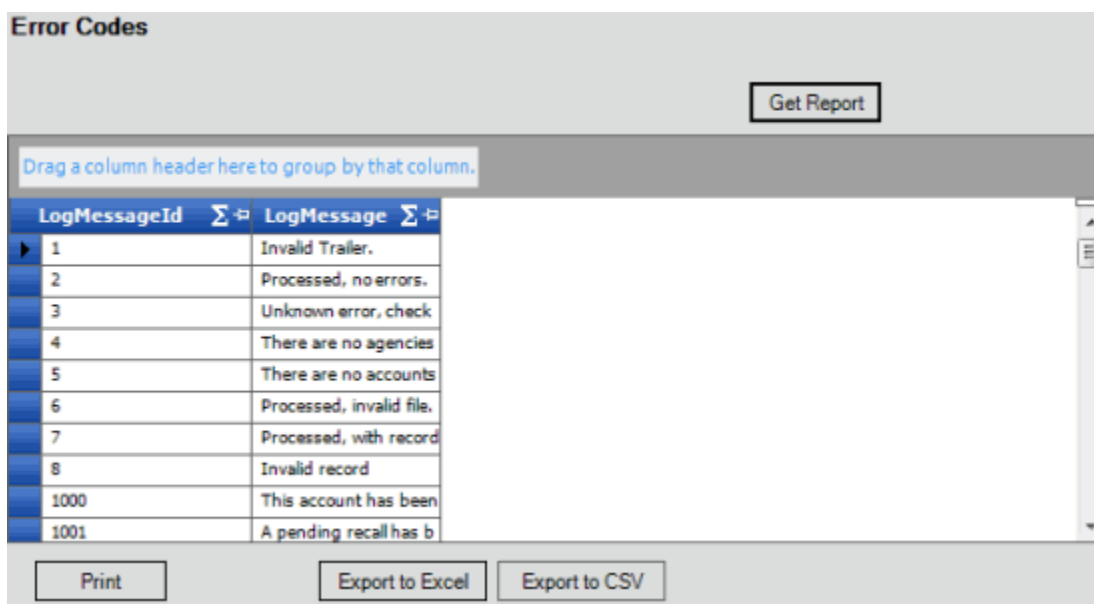 Error Codes
Get Report
Drag a column header here to group by that column.
LogMessageId Σ LogMessage Σ
1 Invalid Trailer.
2 Processed, no errors.
3 Unknown error, check
4 There are no agencies
5 There are no accounts
6 Processed, invalid file.
7 Processed, with record
8 Invalid record
1000 This account has been
1001 A pending recall has b
Print Export to Excel Export to CSV